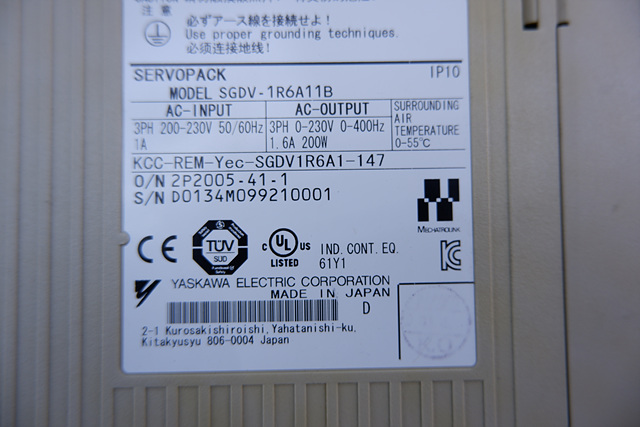 注 意
必ずアース線を接続せよ!
Use proper grounding techniques.
必须连接地线!
SERVOPACK IP10
MODEL SGDV-1R6A11B
AC-INPUT AC-OUTPUT SURROUNDING
AIR
TEMPERATURE
0-55℃
3PH 200-230V 50/60Hz 3PH 0-230V 0-400Hz
1A 1.6A 200W
KCC-REM-Yec-SGDV1R6A1-147
O/N 2P2005-41-1
S/N D0134M099210001
MECHATROLINK
CE TÜV SÜD
c UL US
LISTED
IND. CONT. EQ.
61Y1
YASKAWA ELECTRIC CORPORATION
MADE IN JAPAN
D
2-1 Kurosakishiroishi, Yahatanishi-ku,
Kitakyusyu 806-0004 Japan